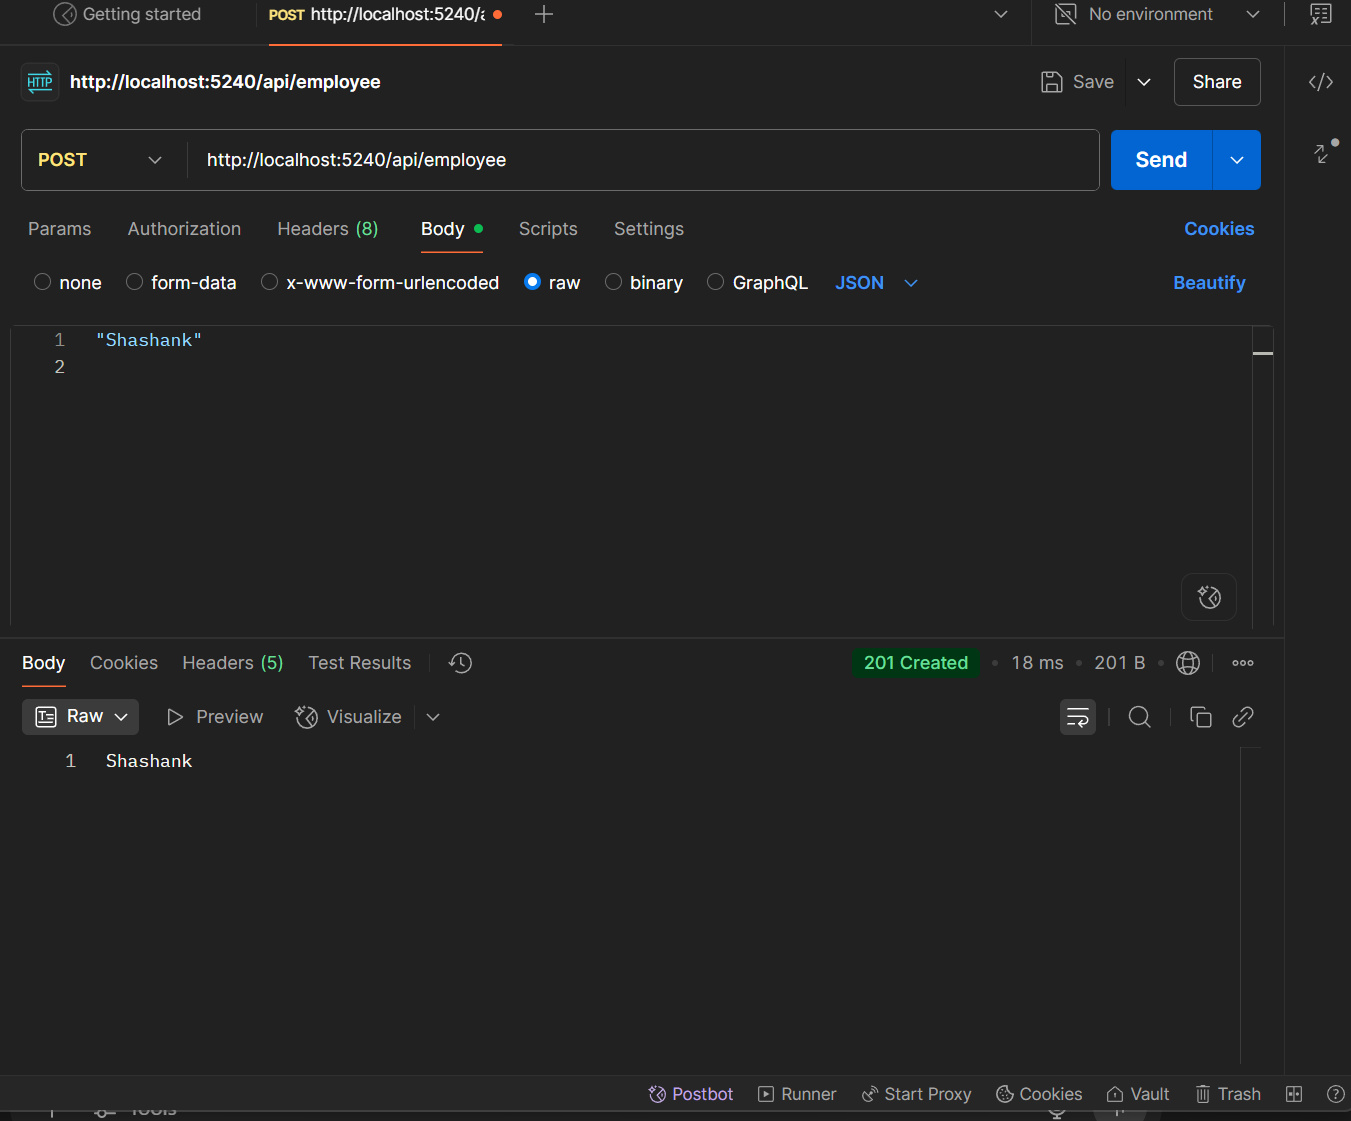 Getting started
POST http://localhost:5240/a
No environment
HTTP http://localhost:5240/api/employee
Save
Share
POST
http://localhost:5240/api/employee
Send
Params
Authorization
Headers (8)
Body
Scripts
Settings
Cookies
none
form-data
x-www-form-urlencoded
raw
binary
GraphQL
JSON
Beautify
1 "Shashank"
2
Body
Cookies
Headers (5)
Test Results
201 Created
18 ms
201 B
Raw
Preview
Visualize
1 Shashank
Postbot
Runner
Start Proxy
Cookies
Vault
Trash
Tools